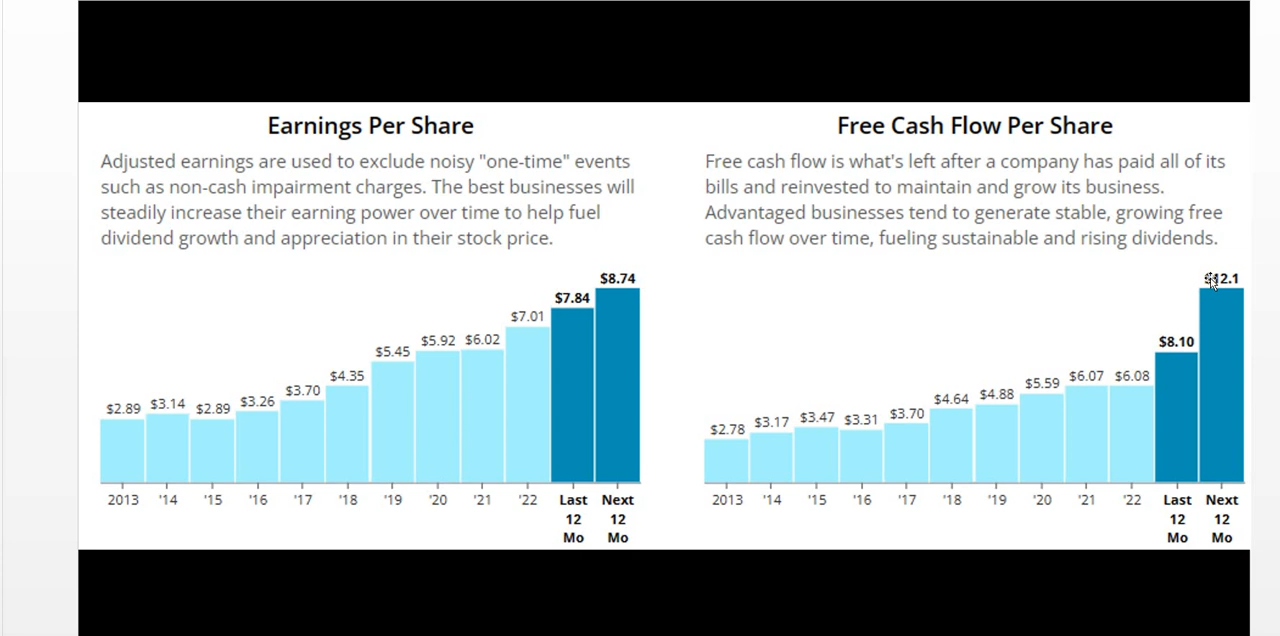 Earnings Per Share
Adjusted earnings are used to exclude noisy "one-time" events
such as non-cash impairment charges. The best businesses will
steadily increase their earning power over time to help fuel
dividend growth and appreciation in their stock price.
$2.89 $3.14 $2.89 $3.26 $3.70 $4.35 $5.45 $5.92 $6.02 $7.01 $7.84 $8.74
2013 '14 '15 '16 '17 '18 '19 '20 '21 '22 Last Next
12 12
Mo Mo
Free Cash Flow Per Share
Free cash flow is what's left after a company has paid all of its
bills and reinvested to maintain and grow its business.
Advantaged businesses tend to generate stable, growing free
cash flow over time, fueling sustainable and rising dividends.
$2.78 $3.17 $3.47 $3.31 $3.70 $4.64 $4.88 $5.59 $6.07 $6.08 $8.10 $12.1
2013 '14 '15 '16 '17 '18 '19 '20 '21 '22 Last Next
12 12
Mo Mo